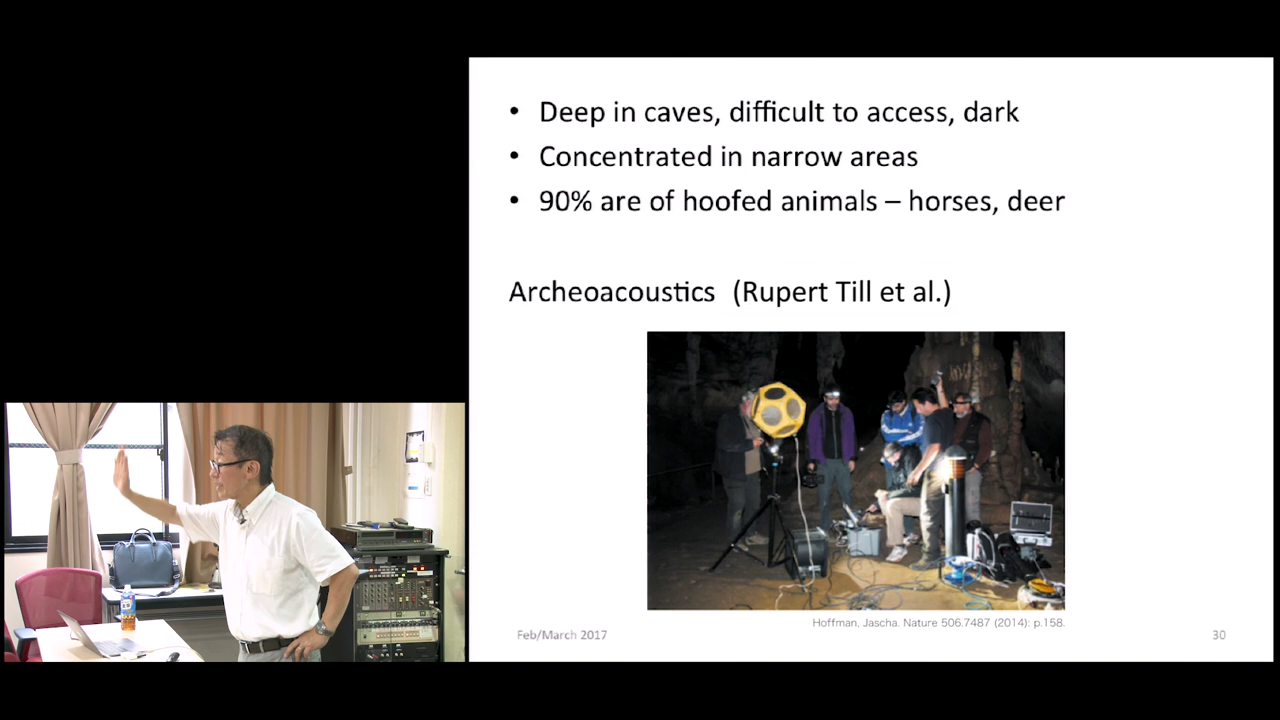 • Deep in caves, difficult to access, dark
• Concentrated in narrow areas
• 90% are of hoofed animals – horses, deer
Archeoacoustics (Rupert Till et al.)
Hoffman, Jascha. Nature 506.7487 (2014): p.158.
Feb/March 2017
30